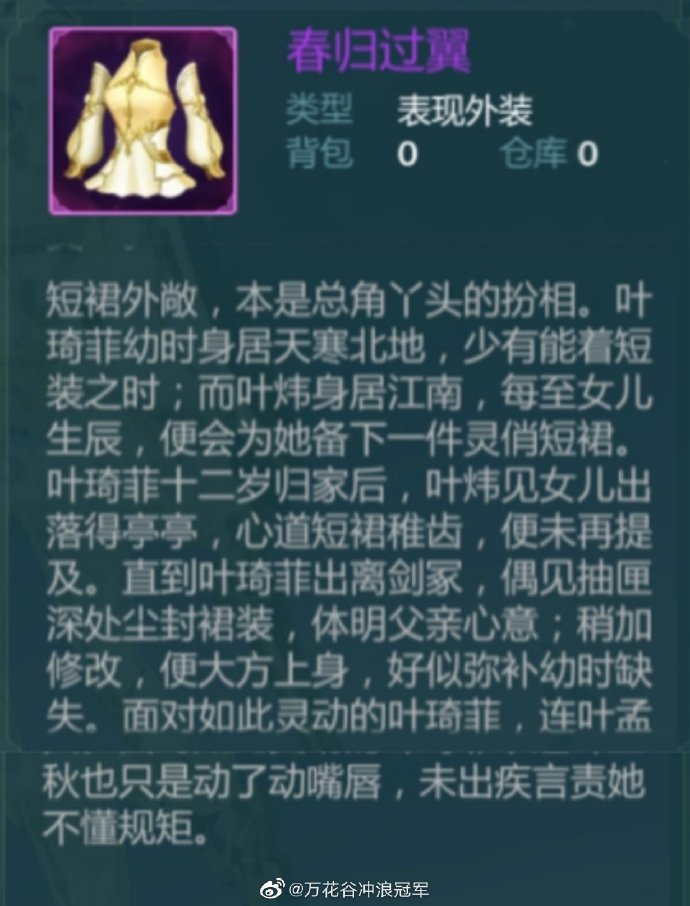 春归过翼
类型 表现外装
背包 0 仓库 0
短裙外敞，本是总角丫头的扮相。叶
琦菲幼时身居天寒北地，少有能着短
装之时；而叶炜身居江南，每至女儿
生辰，便会为她备下一件灵俏短裙。
叶琦菲十二岁归家后，叶炜见女儿出
落得亭亭，心道短裙稚齿，便未再提
及。直到叶琦菲出离剑冢，偶见抽匣
深处尘封裙装，体明父亲心意；稍加
修改，便大方上身，好似弥补幼时缺
失。面对如此灵动的叶琦菲，连叶孟
秋也只是动了动嘴唇，未出疾言责她
不懂规矩。
@万花谷冲浪冠军